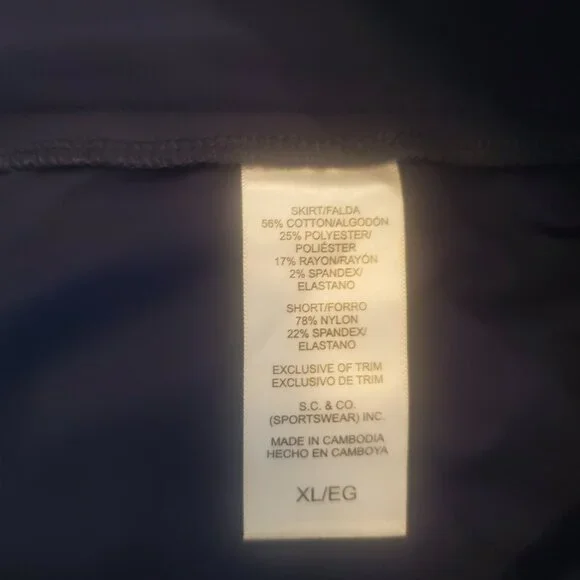 SKIRT/FALDA
56% COTTON/ALGODÓN
25% POLYESTER/
POLIÉSTER
17% RAYON/RAYÓN
2% SPANDEX/
ELASTANO
SHORT/FORRO
78% NYLON
22% SPANDEX/
ELASTANO
EXCLUSIVE OF TRIM
EXCLUSIVO DE TRIM
S.C. & CO.
(SPORTSWEAR) INC.
MADE IN CAMBODIA
HECHO EN CAMBOYA
XL/EG